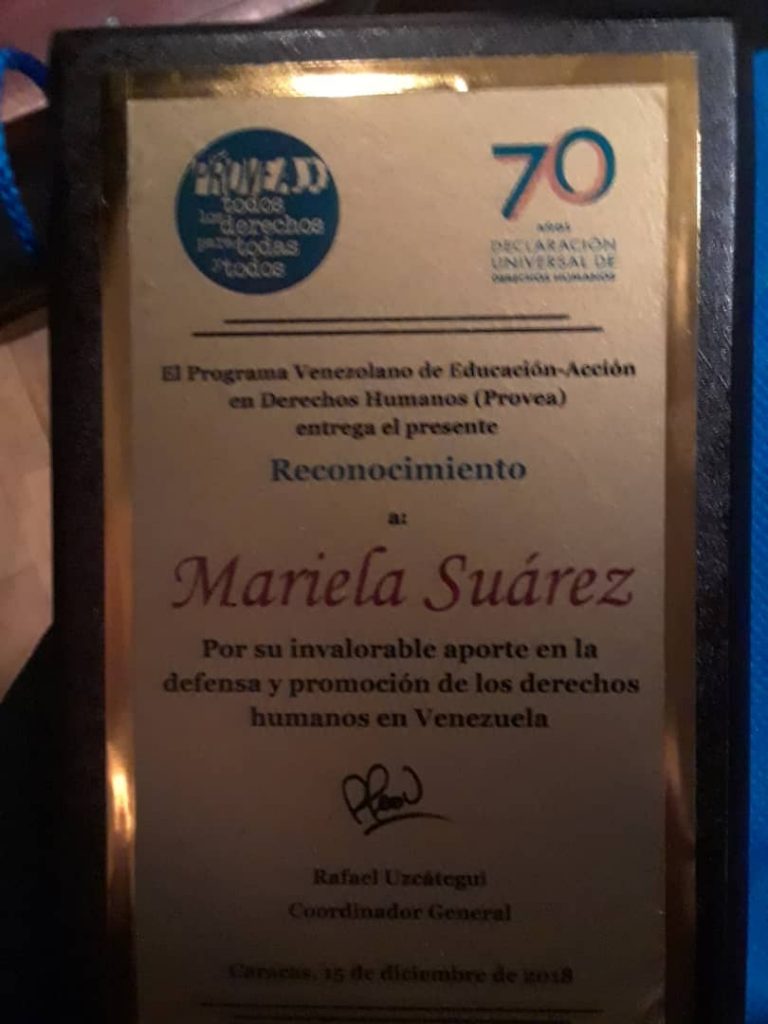 PROVEA
todos
los derechos
para todas
y todos
70
años
DECLARACIÓN
UNIVERSAL DE
DERECHOS HUMANOS
El Programa Venezolano de Educación-Acción
en Derechos Humanos (Provea)
entrega el presente
Reconocimiento
a:
Mariela Suárez
Por su invalorable aporte en la
defensa y promoción de los derechos
humanos en Venezuela
Rafael Uzcátegui
Coordinador General
Caracas, 15 de diciembre de 2018